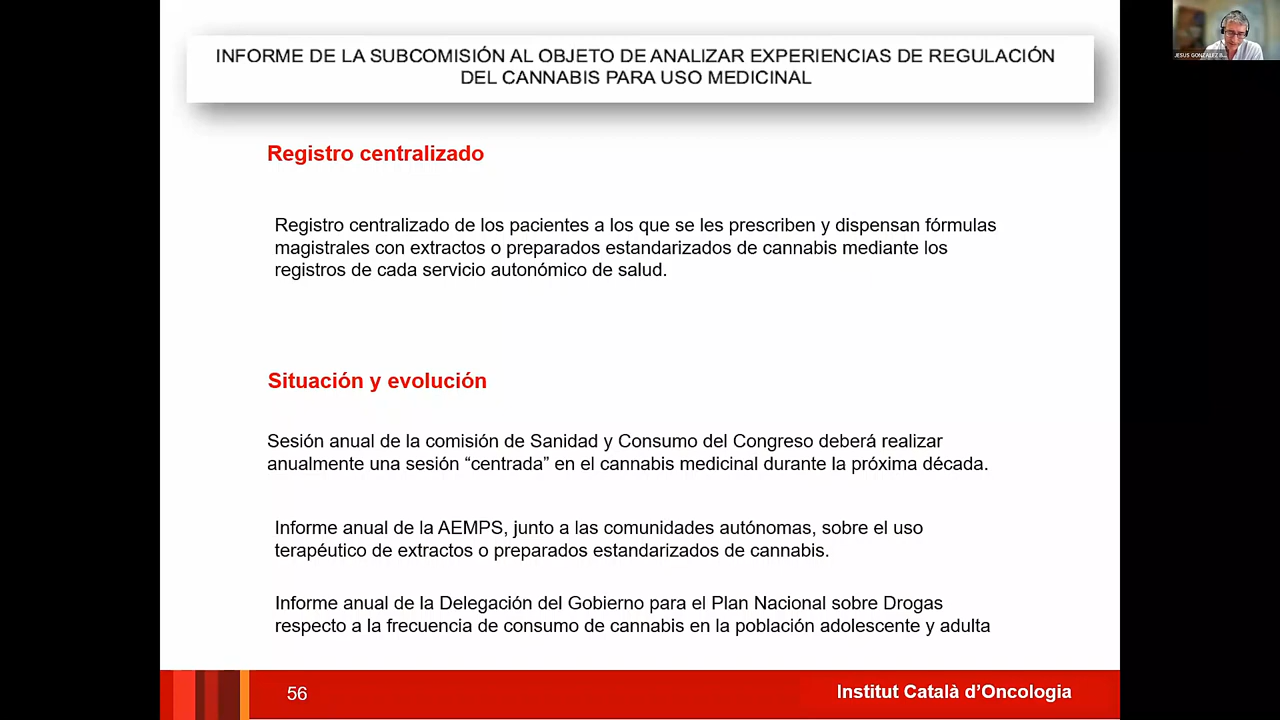 INFORME DE LA SUBCOMISIÓN AL OBJETO DE ANALIZAR EXPERIENCIAS DE REGULACIÓN
DEL CANNABIS PARA USO MEDICINAL
JESUS GONZALEZ B...
Registro centralizado
Registro centralizado de los pacientes a los que se les prescriben y dispensan fórmulas
magistrales con extractos o preparados estandarizados de cannabis mediante los
registros de cada servicio autonómico de salud.
Situación y evolución
Sesión anual de la comisión de Sanidad y Consumo del Congreso deberá realizar
anualmente una sesión “centrada” en el cannabis medicinal durante la próxima década.
Informe anual de la AEMPS, junto a las comunidades autónomas, sobre el uso
terapéutico de extractos o preparados estandarizados de cannabis.
Informe anual de la Delegación del Gobierno para el Plan Nacional sobre Drogas
respecto a la frecuencia de consumo de cannabis en la población adolescente y adulta
56
Institut Català d’Oncologia